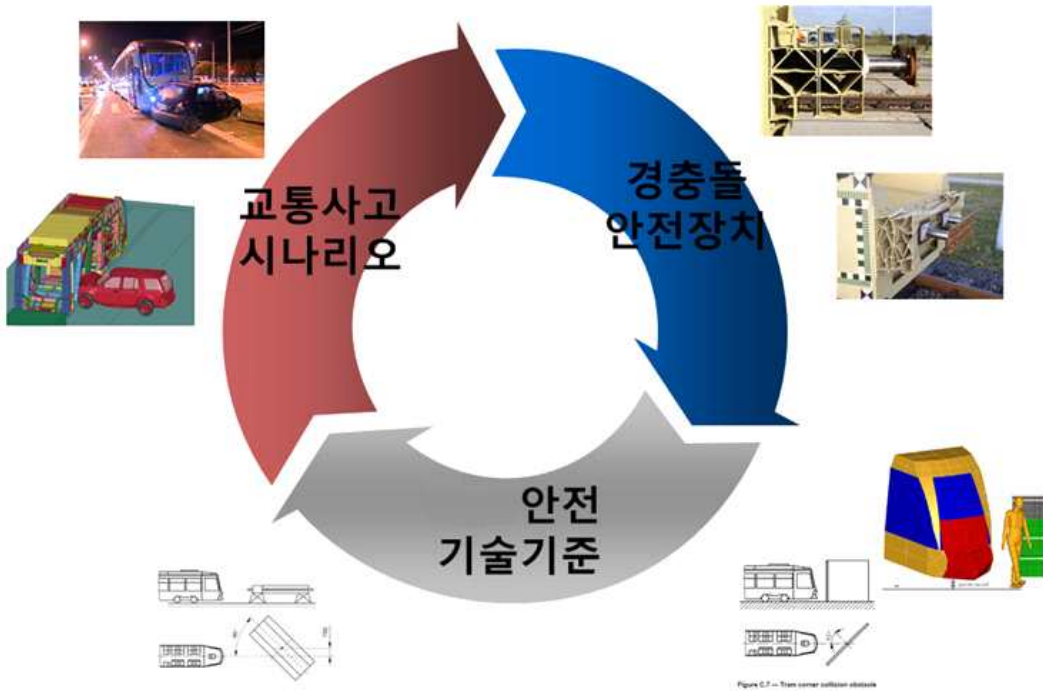 교통사고
시나리오
경충돌
안전장치
안전
기술기준
Figure C.7 — Tram corner collision obstacle